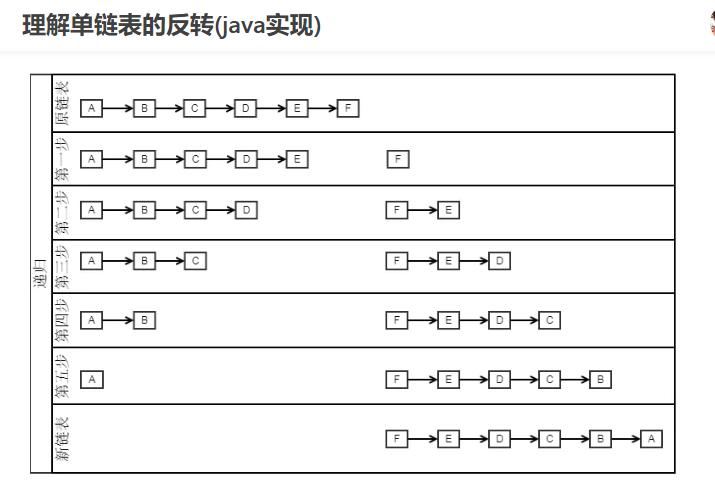 理解单链表的反转(java实现)
递归
原链表 A B C D E F
第一步 A B C D E F
第二步 A B C D F E
第三步 A B C F E D
第四步 A B F E D C
第五步 A F E D C B
新链表 F E D C B A